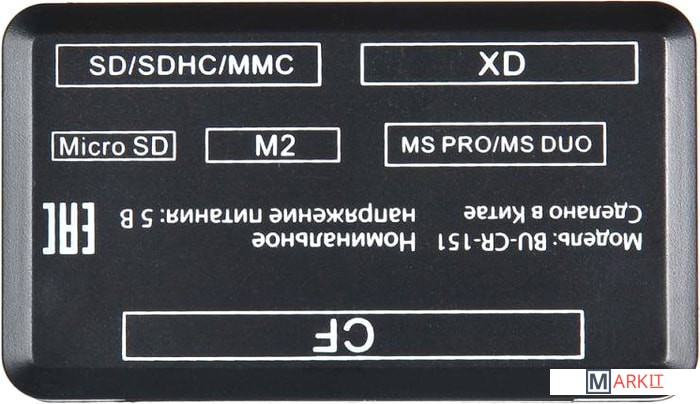 SD/SDHC/MMC
XD
Micro SD
M2
MS PRO/MS DUO
Модель: BU-CR-151
Сделано в Китае
Номинальное
напряжение питания: 5 В
EAC
CF
MARKIT